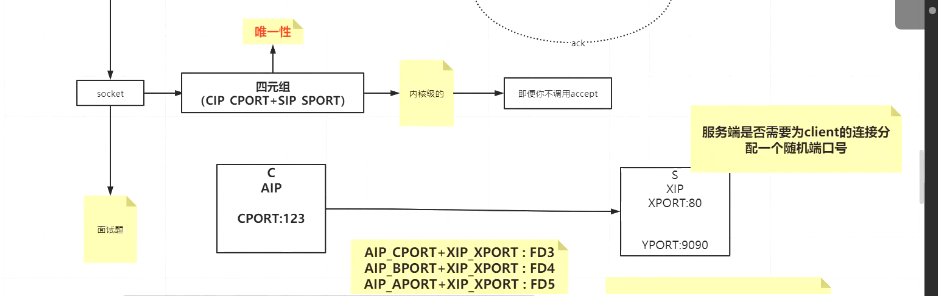 ack
唯一性
socket
四元组
(CIP CPORT+SIP SPORT)
内核级的
即便你不调用accept
服务端是否需要为client的连接分
配一个随机端口号
C
AIP
CPORT:123
S
XIP
XPORT:80
YPORT:9090
面试题
AIP_CPORT+XIP_XPORT : FD3
AIP_BPORT+XIP_XPORT : FD4
AIP_APORT+XIP_XPORT : FD5